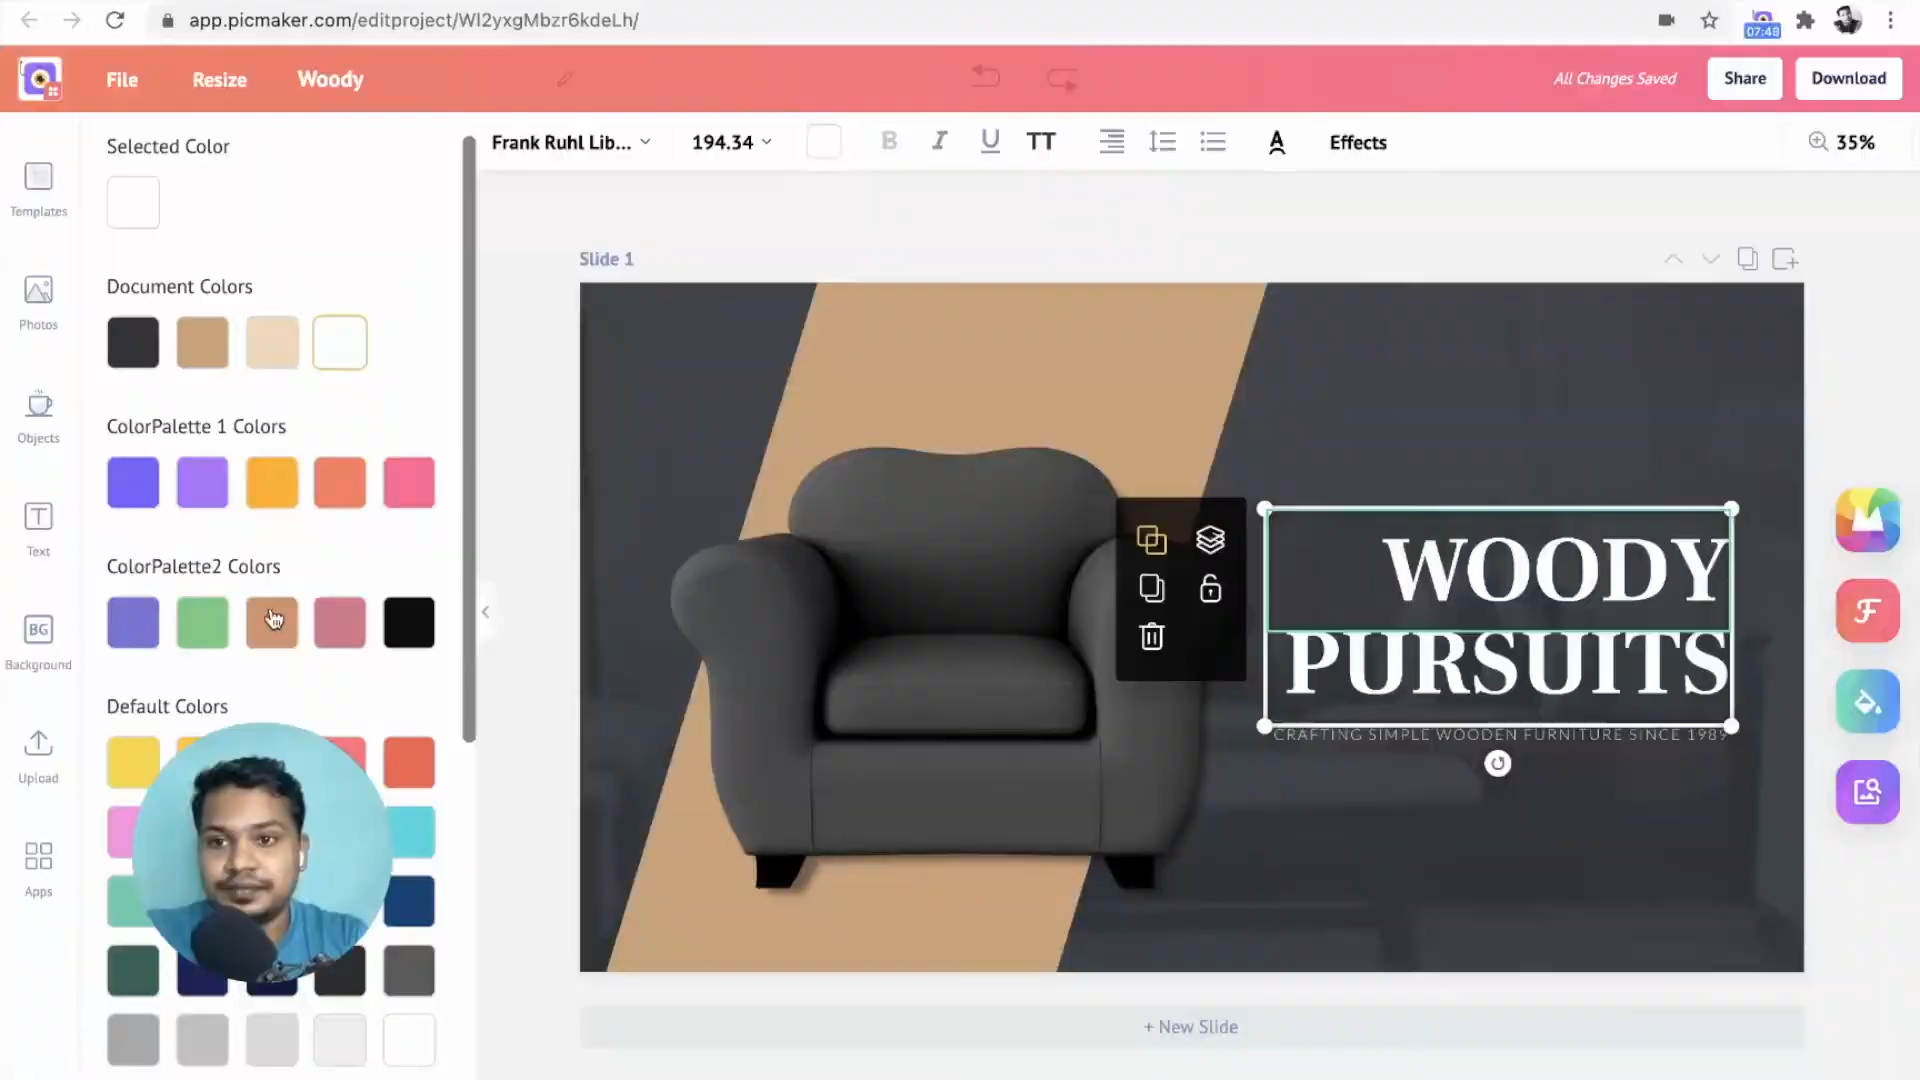 app.picmaker.com/editproject/WI2yxgMbzr6kdeLh/
07:48
File
Resize
Woody
All Changes Saved
Share
Download
Templates
Photos
Objects
Text
BG
Background
Upload
Apps
Selected Color
Document Colors
ColorPalette 1 Colors
ColorPalette2 Colors
Default Colors
Frank Ruhl Lib...
194.34
B
I
U
TT
A
Effects
35%
Slide 1
WOODY
PURSUITS
CRAFTING SIMPLE WOODEN FURNITURE SINCE 1989
+ New Slide